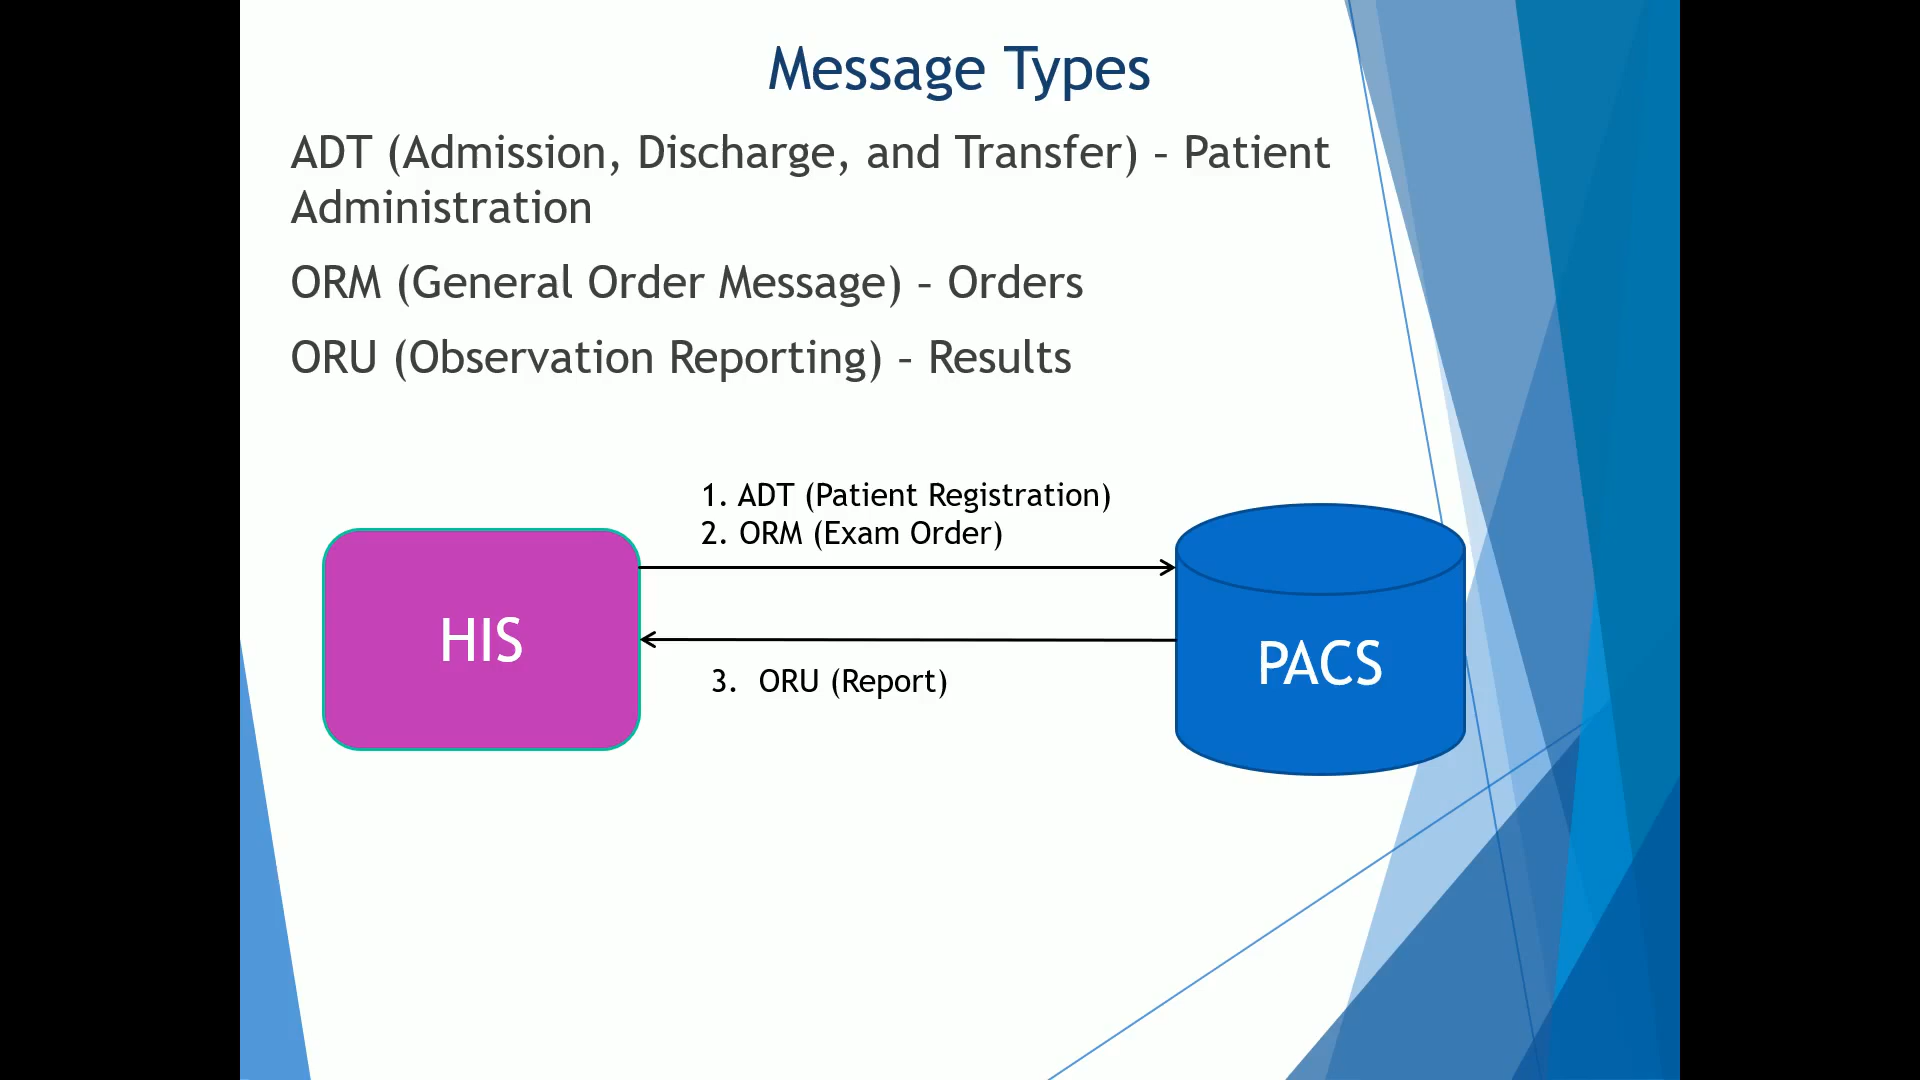 Message Types
ADT (Admission, Discharge, and Transfer) – Patient
Administration
ORM (General Order Message) – Orders
ORU (Observation Reporting) – Results
1. ADT (Patient Registration)
2. ORM (Exam Order)
HIS
PACS
3. ORU (Report)